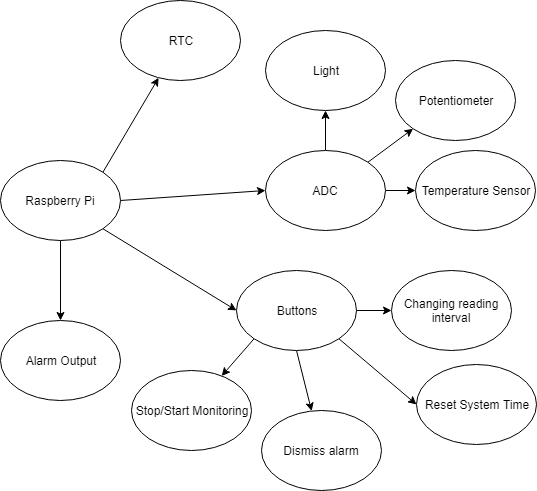 RTC
Light
Potentiometer
Raspberry Pi
ADC
Temperature Sensor
Buttons
Changing reading
interval
Alarm Output
Stop/Start Monitoring
Reset System Time
Dismiss alarm